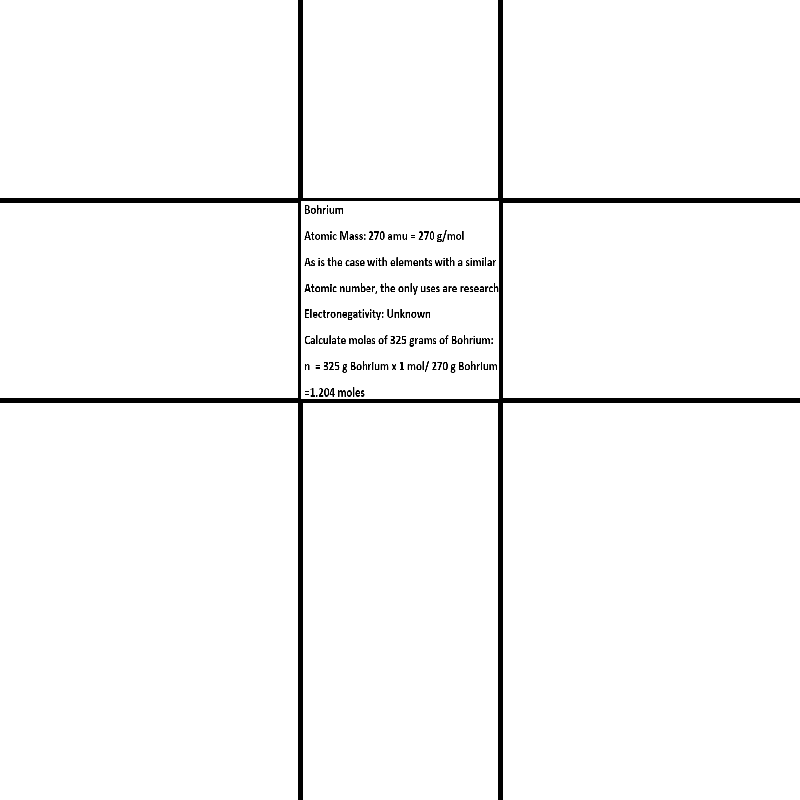 Bohrium
Atomic Mass: 270 amu = 270 g/mol
As is the case with elements with a similar
Atomic number, the only uses are research
Electronegativity: Unknown
Calculate moles of 325 grams of Bohrium:
n = 325 g Bohrium x 1 mol/ 270 g Bohrium
=1.204 moles